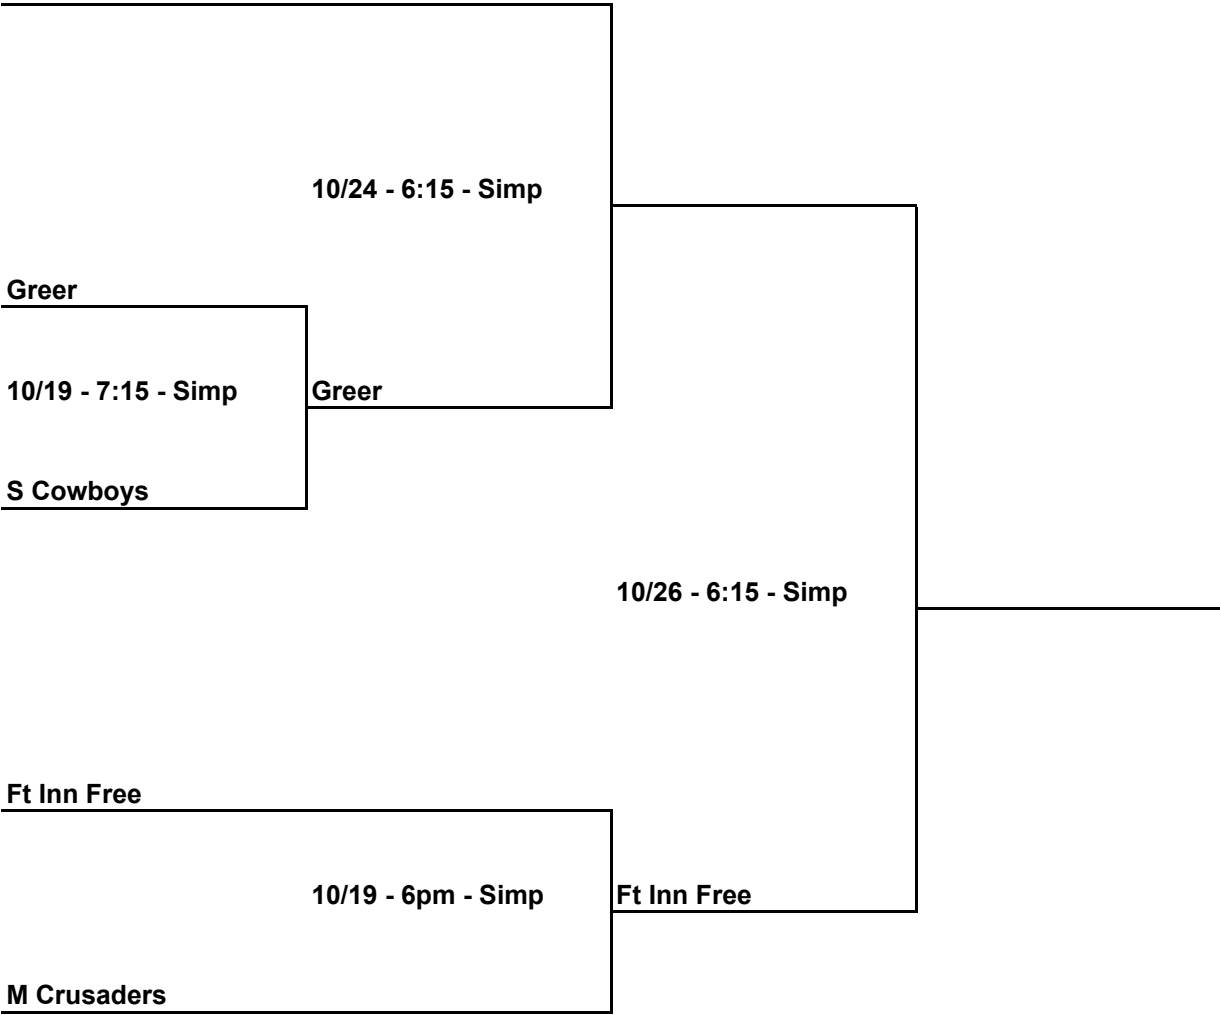 10/24 - 6:15 - Simp
Greer
10/19 - 7:15 - Simp
Greer
S Cowboys
10/26 - 6:15 - Simp
Ft Inn Free
10/19 - 6pm - Simp
Ft Inn Free
M Crusaders